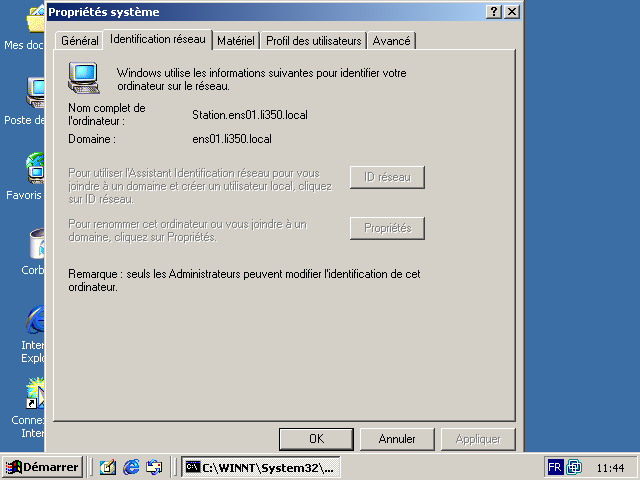 Propriétés système
Général
Identification réseau
Matériel
Profil des utilisateurs
Avancé
Windows utilise les informations suivantes pour identifier votre
ordinateur sur le réseau.
Nom complet de
l'ordinateur :
Station.ens01.li350.local
Domaine :
ens01.li350.local
Pour utiliser l'Assistant Identification réseau pour vous
joindre à un domaine et créer un utilisateur local, cliquez
sur ID réseau.
ID réseau
Pour renommer cet ordinateur ou vous joindre à un
domaine, cliquez sur Propriétés.
Propriétés
Remarque : seuls les Administrateurs peuvent modifier l'identification de cet
ordinateur.
OK
Annuler
Appliquer
Mes doc
Poste de
Favoris
Corb
Inter
Explo
Connex
Inter
Démarrer
C:\WINNT\System32\...
FR
11:44